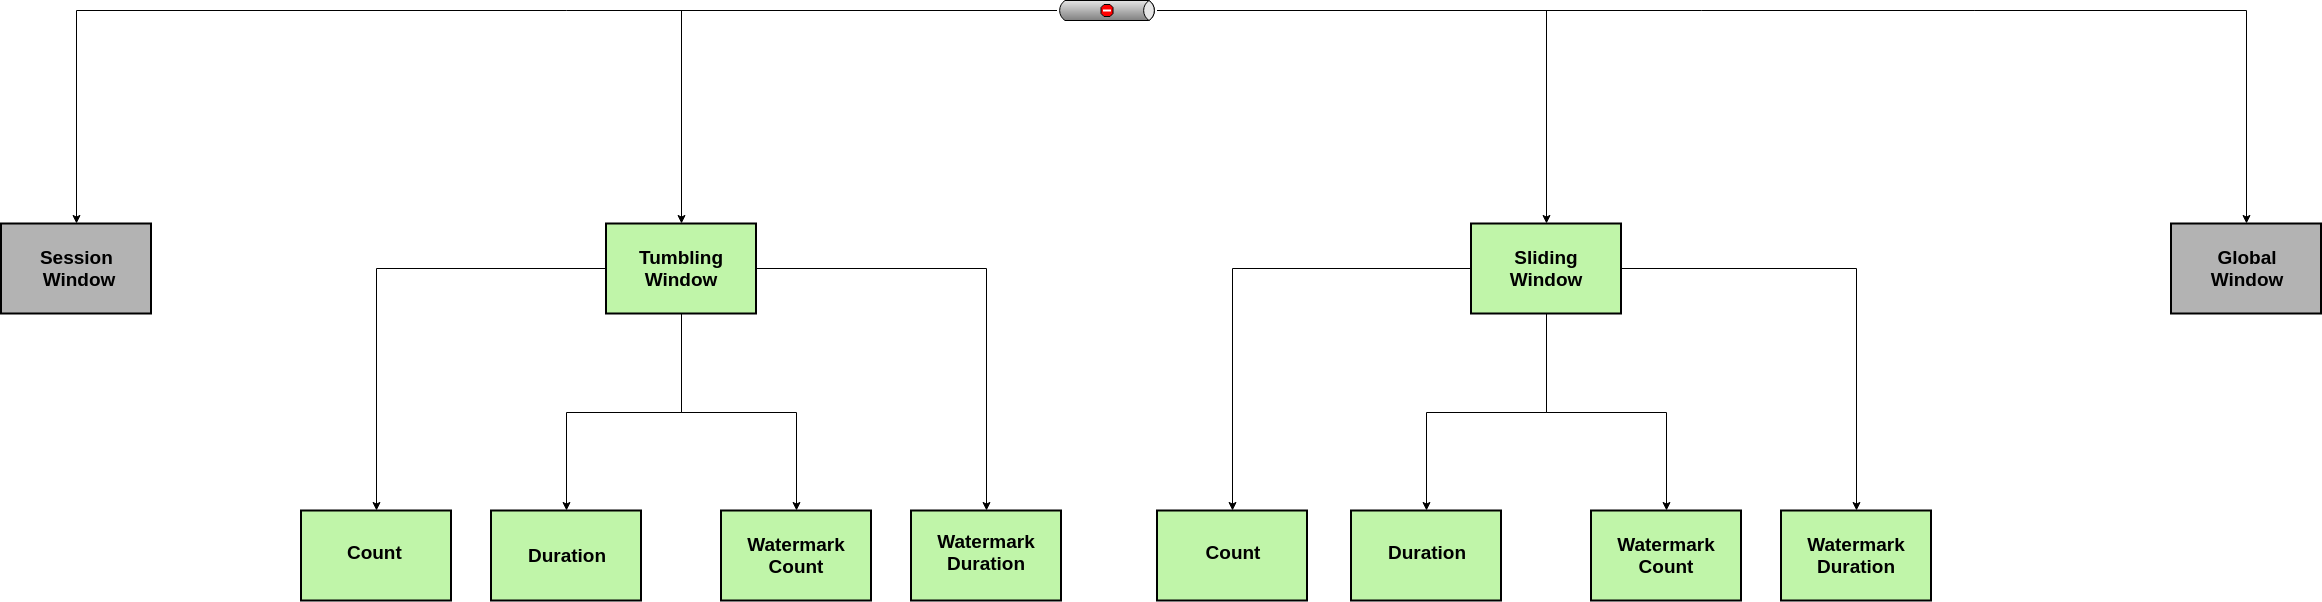 Session
Window
Tumbling
Window
Sliding
Window
Global
Window
Count
Duration
Watermark
Count
Watermark
Duration
Count
Duration
Watermark
Count
Watermark
Duration